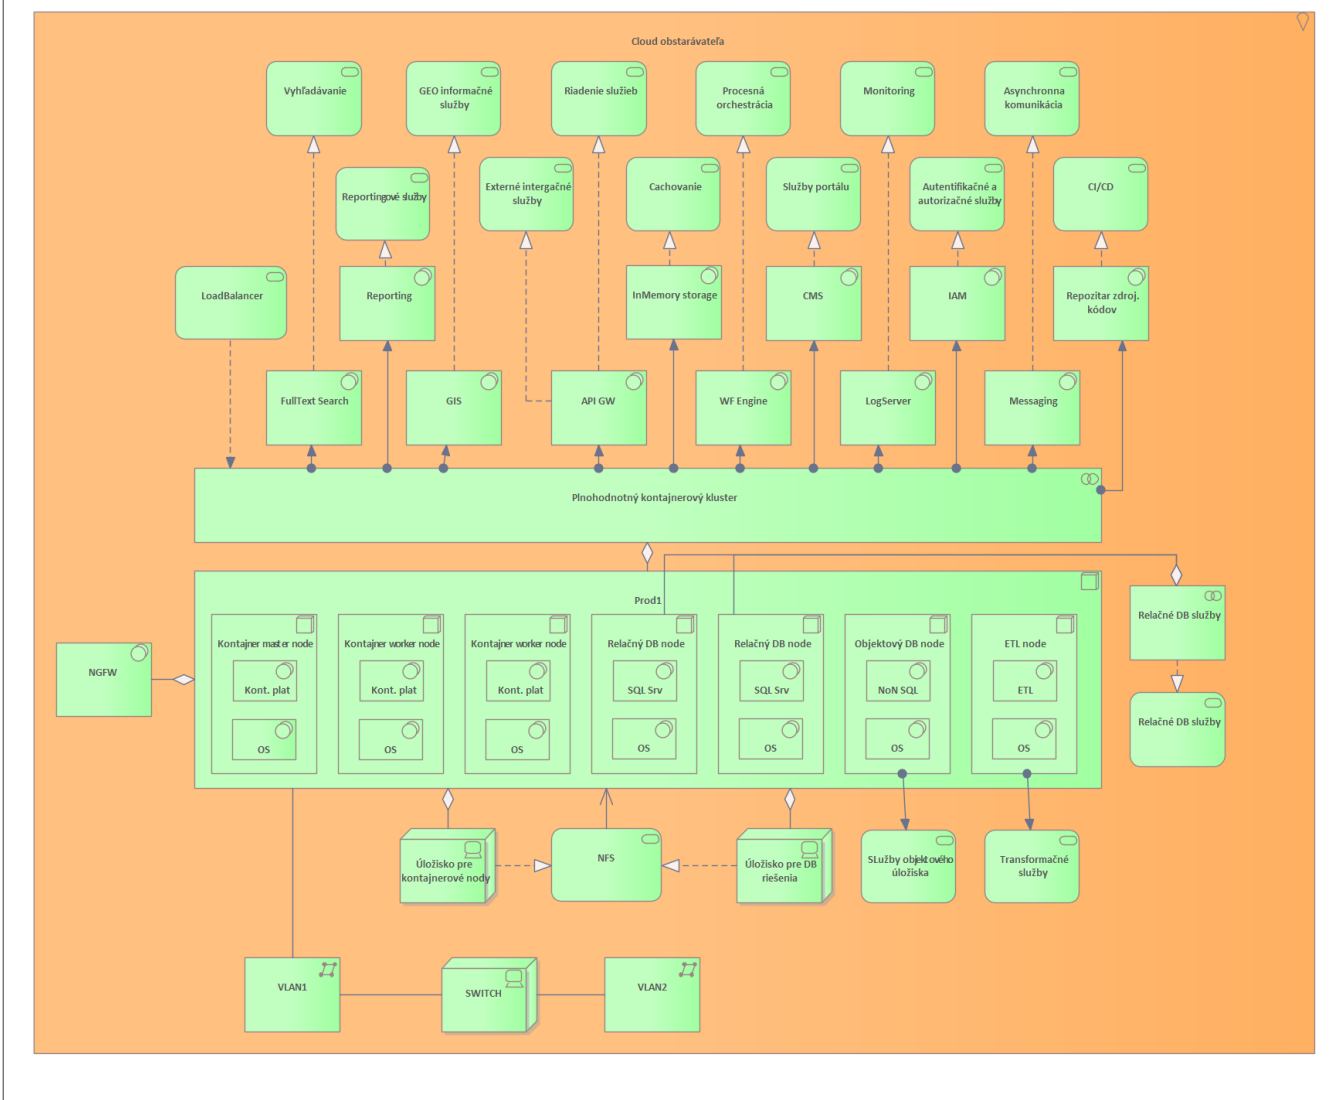 Cloud obstarávateľa
Vyhľadávanie
GEO informačné
služby
Riadenie služieb
Procesná
orchestrácia
Monitoring
Asynchronna
komunikácia
Reportingové služby
Externé intergačné
služby
Cachovanie
Služby portálu
Autentifikačné a
autorizačné služby
CI/CD
LoadBalancer
Reporting
InMemory storage
CMS
IAM
Repozitar zdroj.
kódov
FullText Search
GIS
API GW
WF Engine
LogServer
Messaging
Plnohodnotný kontajnerový kluster
Prod1
Relačné DB služby
Kontajner master node
Kontajner worker node
Kontajner worker node
Relačný DB node
Relačný DB node
Objektový DB node
ETL node
NGFW
Kont. plat
Kont. plat
Kont. plat
SQL Srv
SQL Srv
NoN SQL
ETL
Relačné DB služby
OS
OS
OS
OS
OS
OS
OS
Úložisko pre
kontajnerové nody
NFS
Úložisko pre DB
riešenia
SLužby objektového
úložiska
Transformačné
služby
VLAN1
SWITCH
VLAN2